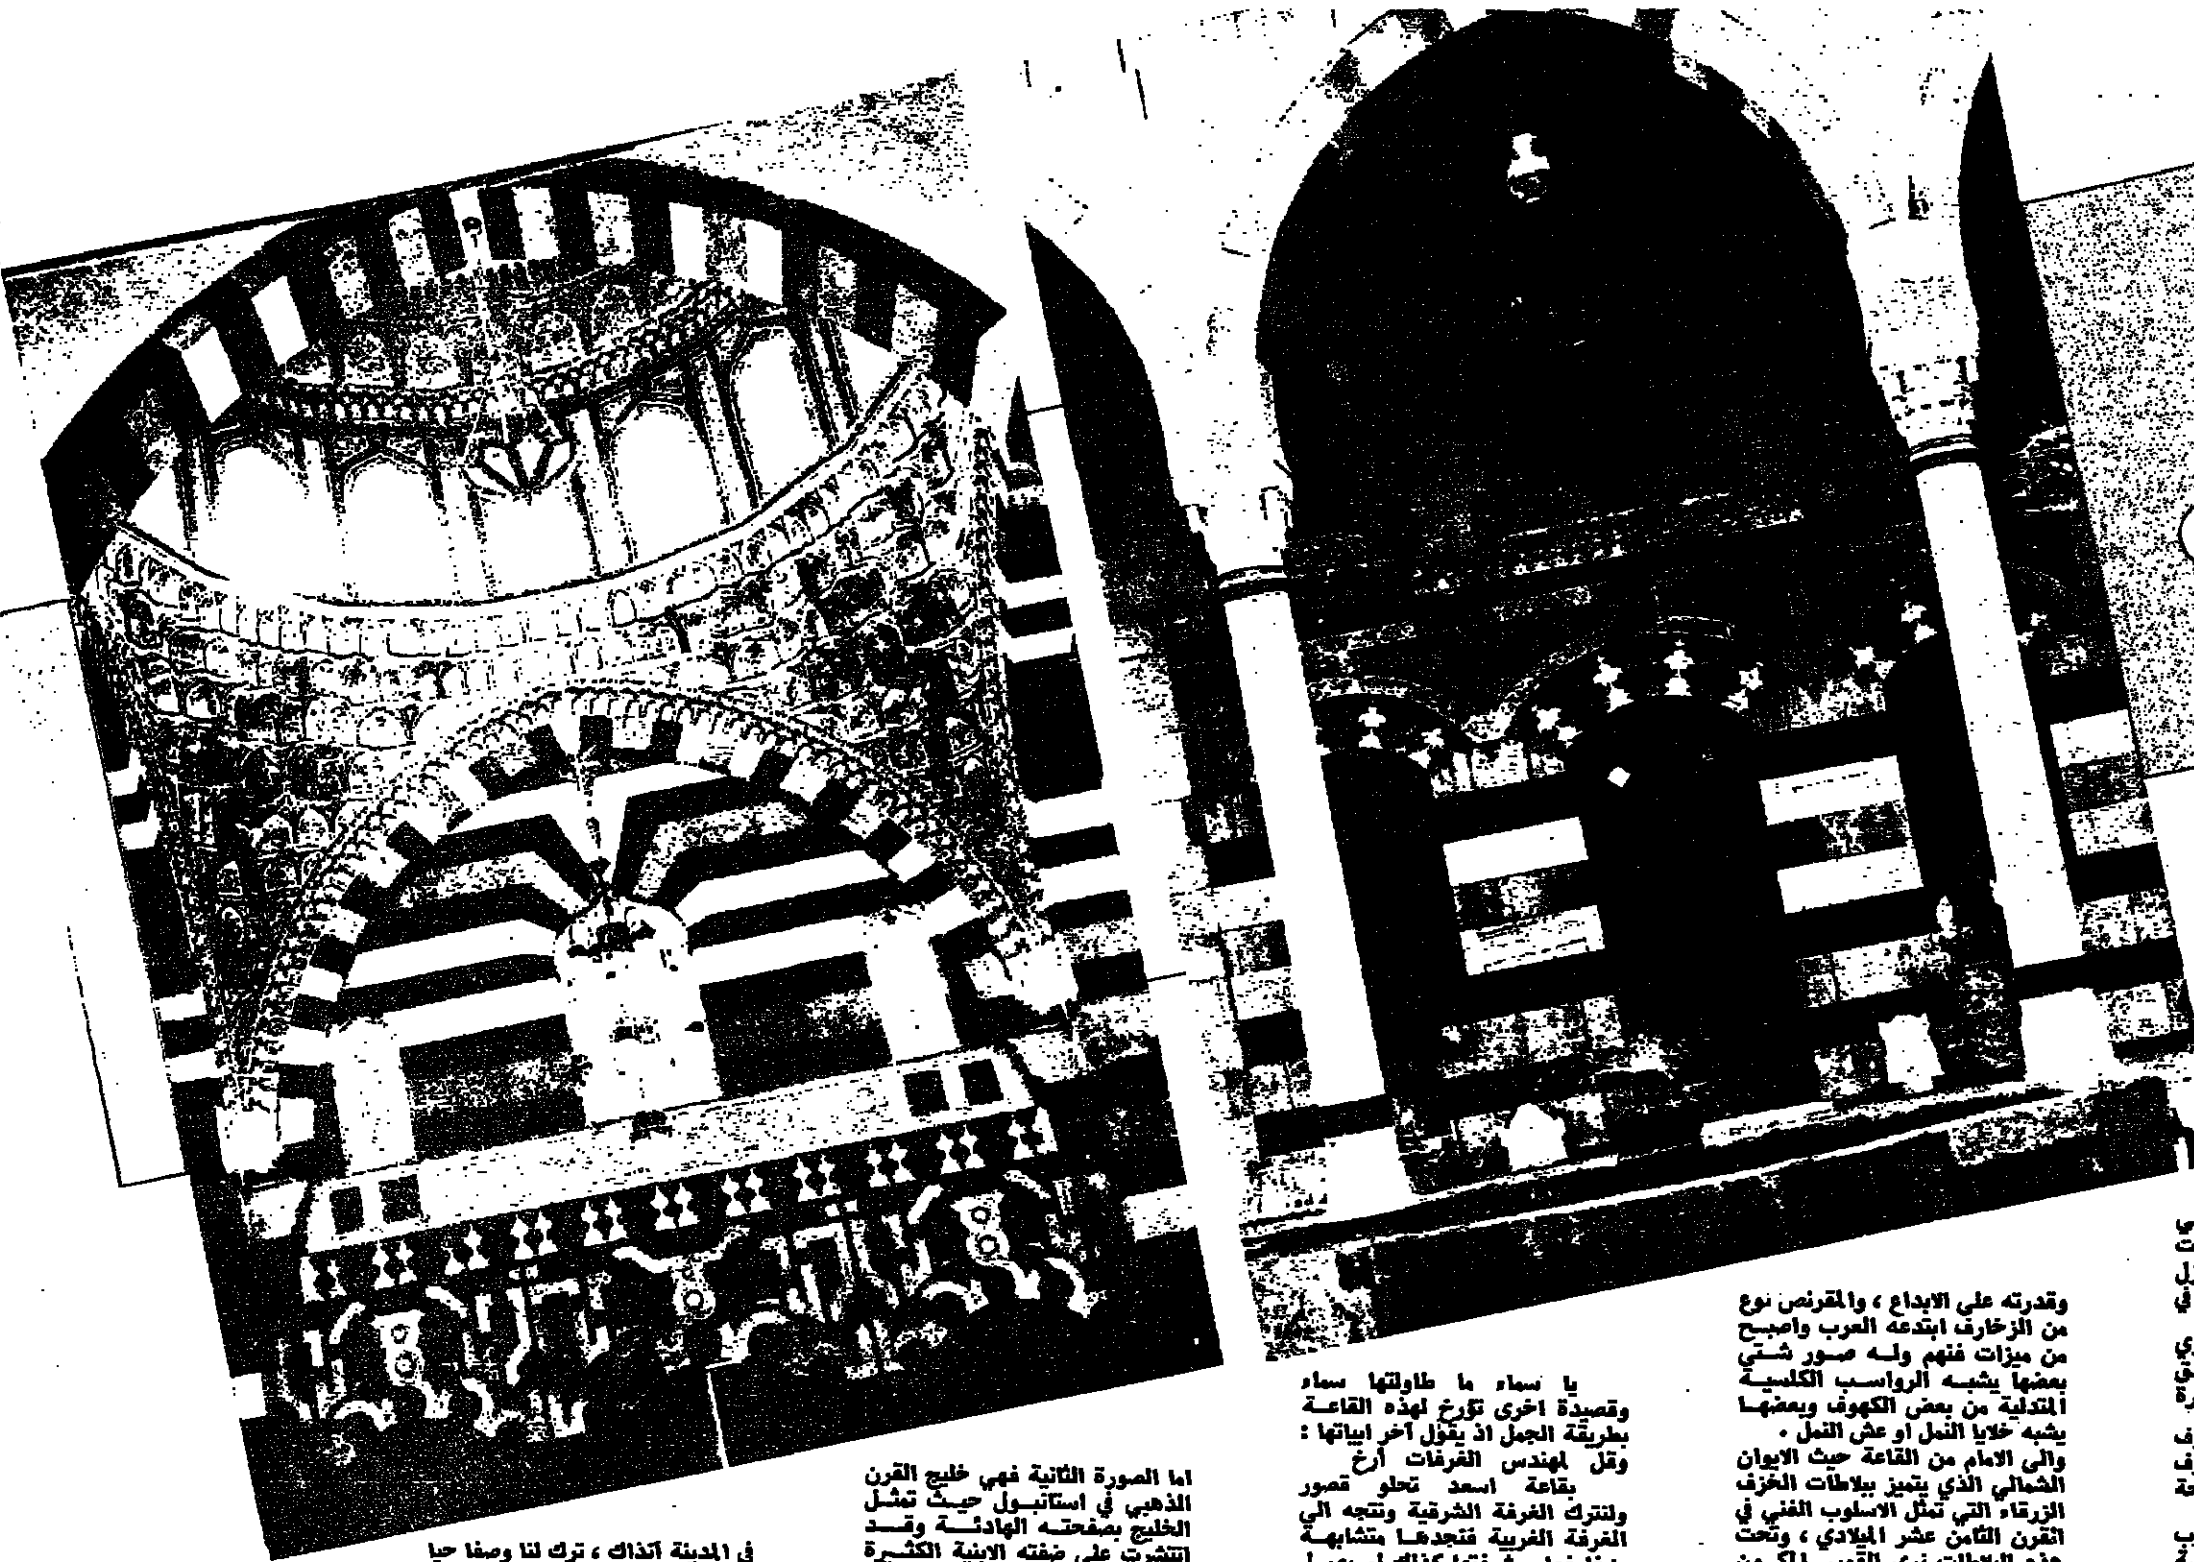 وقدرته على الابداع ، والمقرنص نوع
من الزخارف ابتدعه العرب واصبح
من ميزات فنهم وله صور شتي
بعضها يشبه الرواسب الكلسية
المتدلية من بعض الكهوف وبعضها
يشبه خلايا النمل او عش النمل .
والى الامام من القاعة حيث الايوان
الشمالي الذي يتميز ببلاطات الخزف
الزرقاء التي تمثل الاسلوب الفني في
القرن الثامن عشر الميلادي ، وتحت
يا سماء ما طاولتها سماء
وقصيدة اخرى تؤرخ لهذه القاعة
بطريقة الجمل اذ يقول آخر ابياتها :
وقل لمهندس الغرفات أرخ
بقاعة اسعد تحلو قصور
ولنترك الغرفة الشرقية ونتجه الي
الغرفة الغربية فنجدها متشابهة
اما الصورة الثانية فهي خليج القرن
الذهبي في استانبول حيث تمثل
الخليج بصفحته الهادئة وقد
انتشرت على ضفته الابنية الكثيرة
في المدينة آنذاك ، ترك لنا وصفا حيا